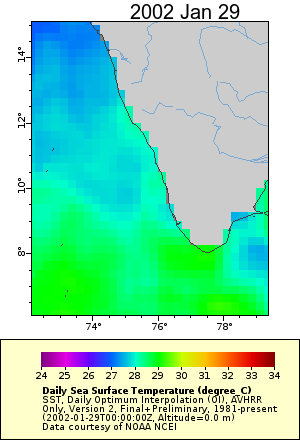 2002 Jan 29
14°
12°
10°
8°
74° 76° 78°
24 25 26 27 28 29 30 31 32 33 34
Daily Sea Surface Temperature (degree_C)
SST, Daily Optimum Interpolation (OI), AVHRR
Only, Version 2, Final+Preliminary, 1981-present
(2002-01-29T00:00:00Z, Altitude=0.0 m)
Data courtesy of NOAA NCEI